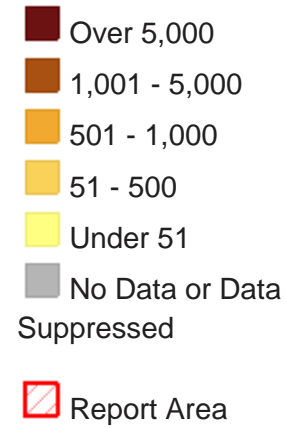 Over 5,000
1,001 - 5,000
501 - 1,000
51 - 500
Under 51
No Data or Data
Suppressed
Report Area